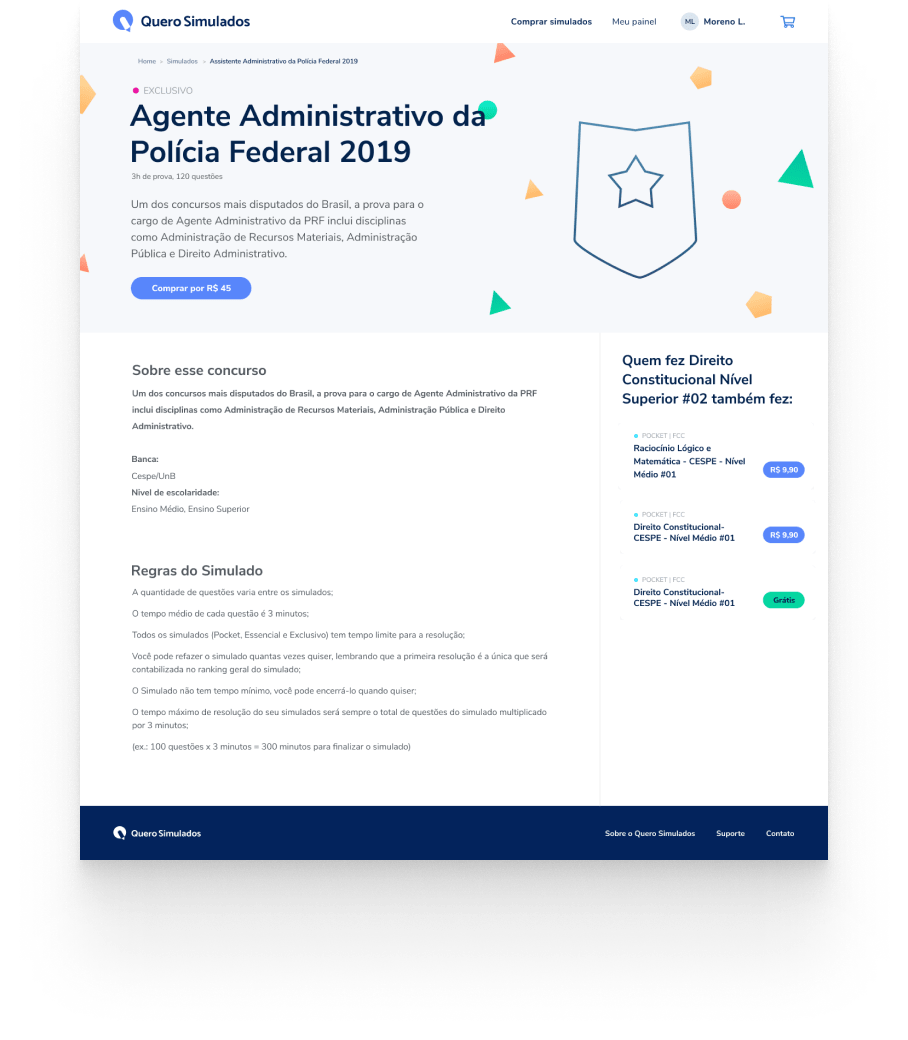 Quero Simulados
Comprar simulados
Meu painel
ML
Moreno L.
Home > Simulados > Assistente Administrativo da Polícia Federal 2019
EXCLUSIVO
Agente Administrativo da
Polícia Federal 2019
3h de prova, 120 questões
Um dos concursos mais disputados do Brasil, a prova para o
cargo de Agente Administrativo da PRF inclui disciplinas
como Administração de Recursos Materiais, Administração
Pública e Direito Administrativo.
Comprar por R$ 45
Sobre esse concurso
Um dos concursos mais disputados do Brasil, a prova para o cargo de Agente Administrativo da PRF
inclui disciplinas como Administração de Recursos Materiais, Administração Pública e Direito
Administrativo.
Banca:
Cespe/UnB
Nível de escolaridade:
Ensino Médio, Ensino Superior
Regras do Simulado
A quantidade de questões varia entre os simulados;
O tempo médio de cada questão é 3 minutos;
Todos os simulados (Pocket, Essencial e Exclusivo) tem tempo limite para a resolução;
Você pode refazer o simulado quantas vezes quiser, lembrando que a primeira resolução é a única que será
contabilizada no ranking geral do simulado;
O Simulado não tem tempo mínimo, você pode encerrá-lo quando quiser;
O tempo máximo de resolução do seu simulados será sempre o total de questões do simulado multiplicado
por 3 minutos;
(ex.: 100 questões x 3 minutos = 300 minutos para finalizar o simulado)
Quem fez Direito
Constitucional Nível
Superior #02 também fez:
POCKET | FCC
Raciocínio Lógico e
Matemática - CESPE - Nível
Médio #01
R$ 9,90
POCKET | FCC
Direito Constitucional-
CESPE - Nível Médio #01
R$ 9,90
POCKET | FCC
Direito Constitucional-
CESPE - Nível Médio #01
Grátis
Quero Simulados
Sobre o Quero Simulados
Suporte
Contato